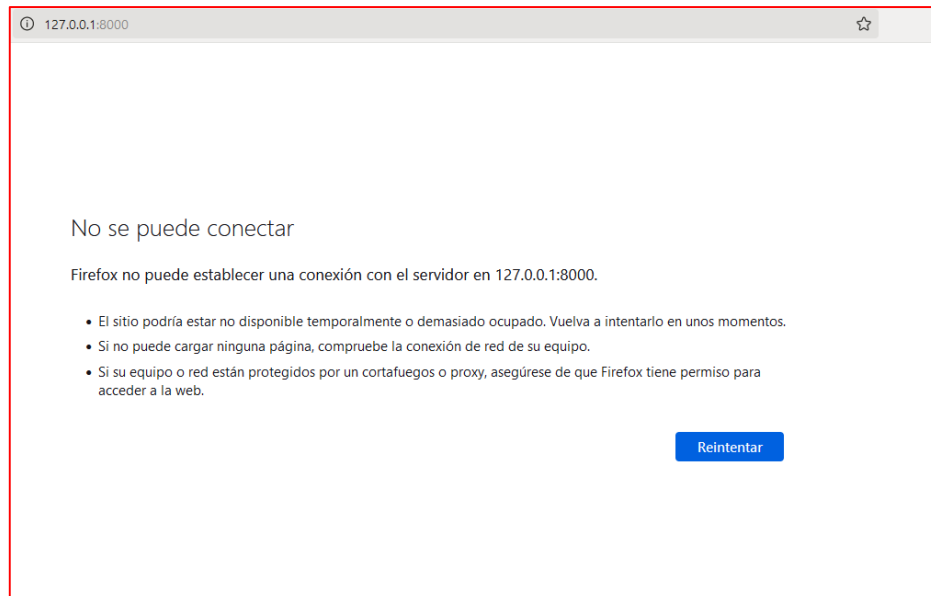 127.0.0.1:8000
No se puede conectar
Firefox no puede establecer una conexión con el servidor en 127.0.0.1:8000.
• El sitio podría estar no disponible temporalmente o demasiado ocupado. Vuelva a intentarlo en unos momentos.
• Si no puede cargar ninguna página, compruebe la conexión de red de su equipo.
• Si su equipo o red están protegidos por un cortafuegos o proxy, asegúrese de que Firefox tiene permiso para
acceder a la web.
Reintentar